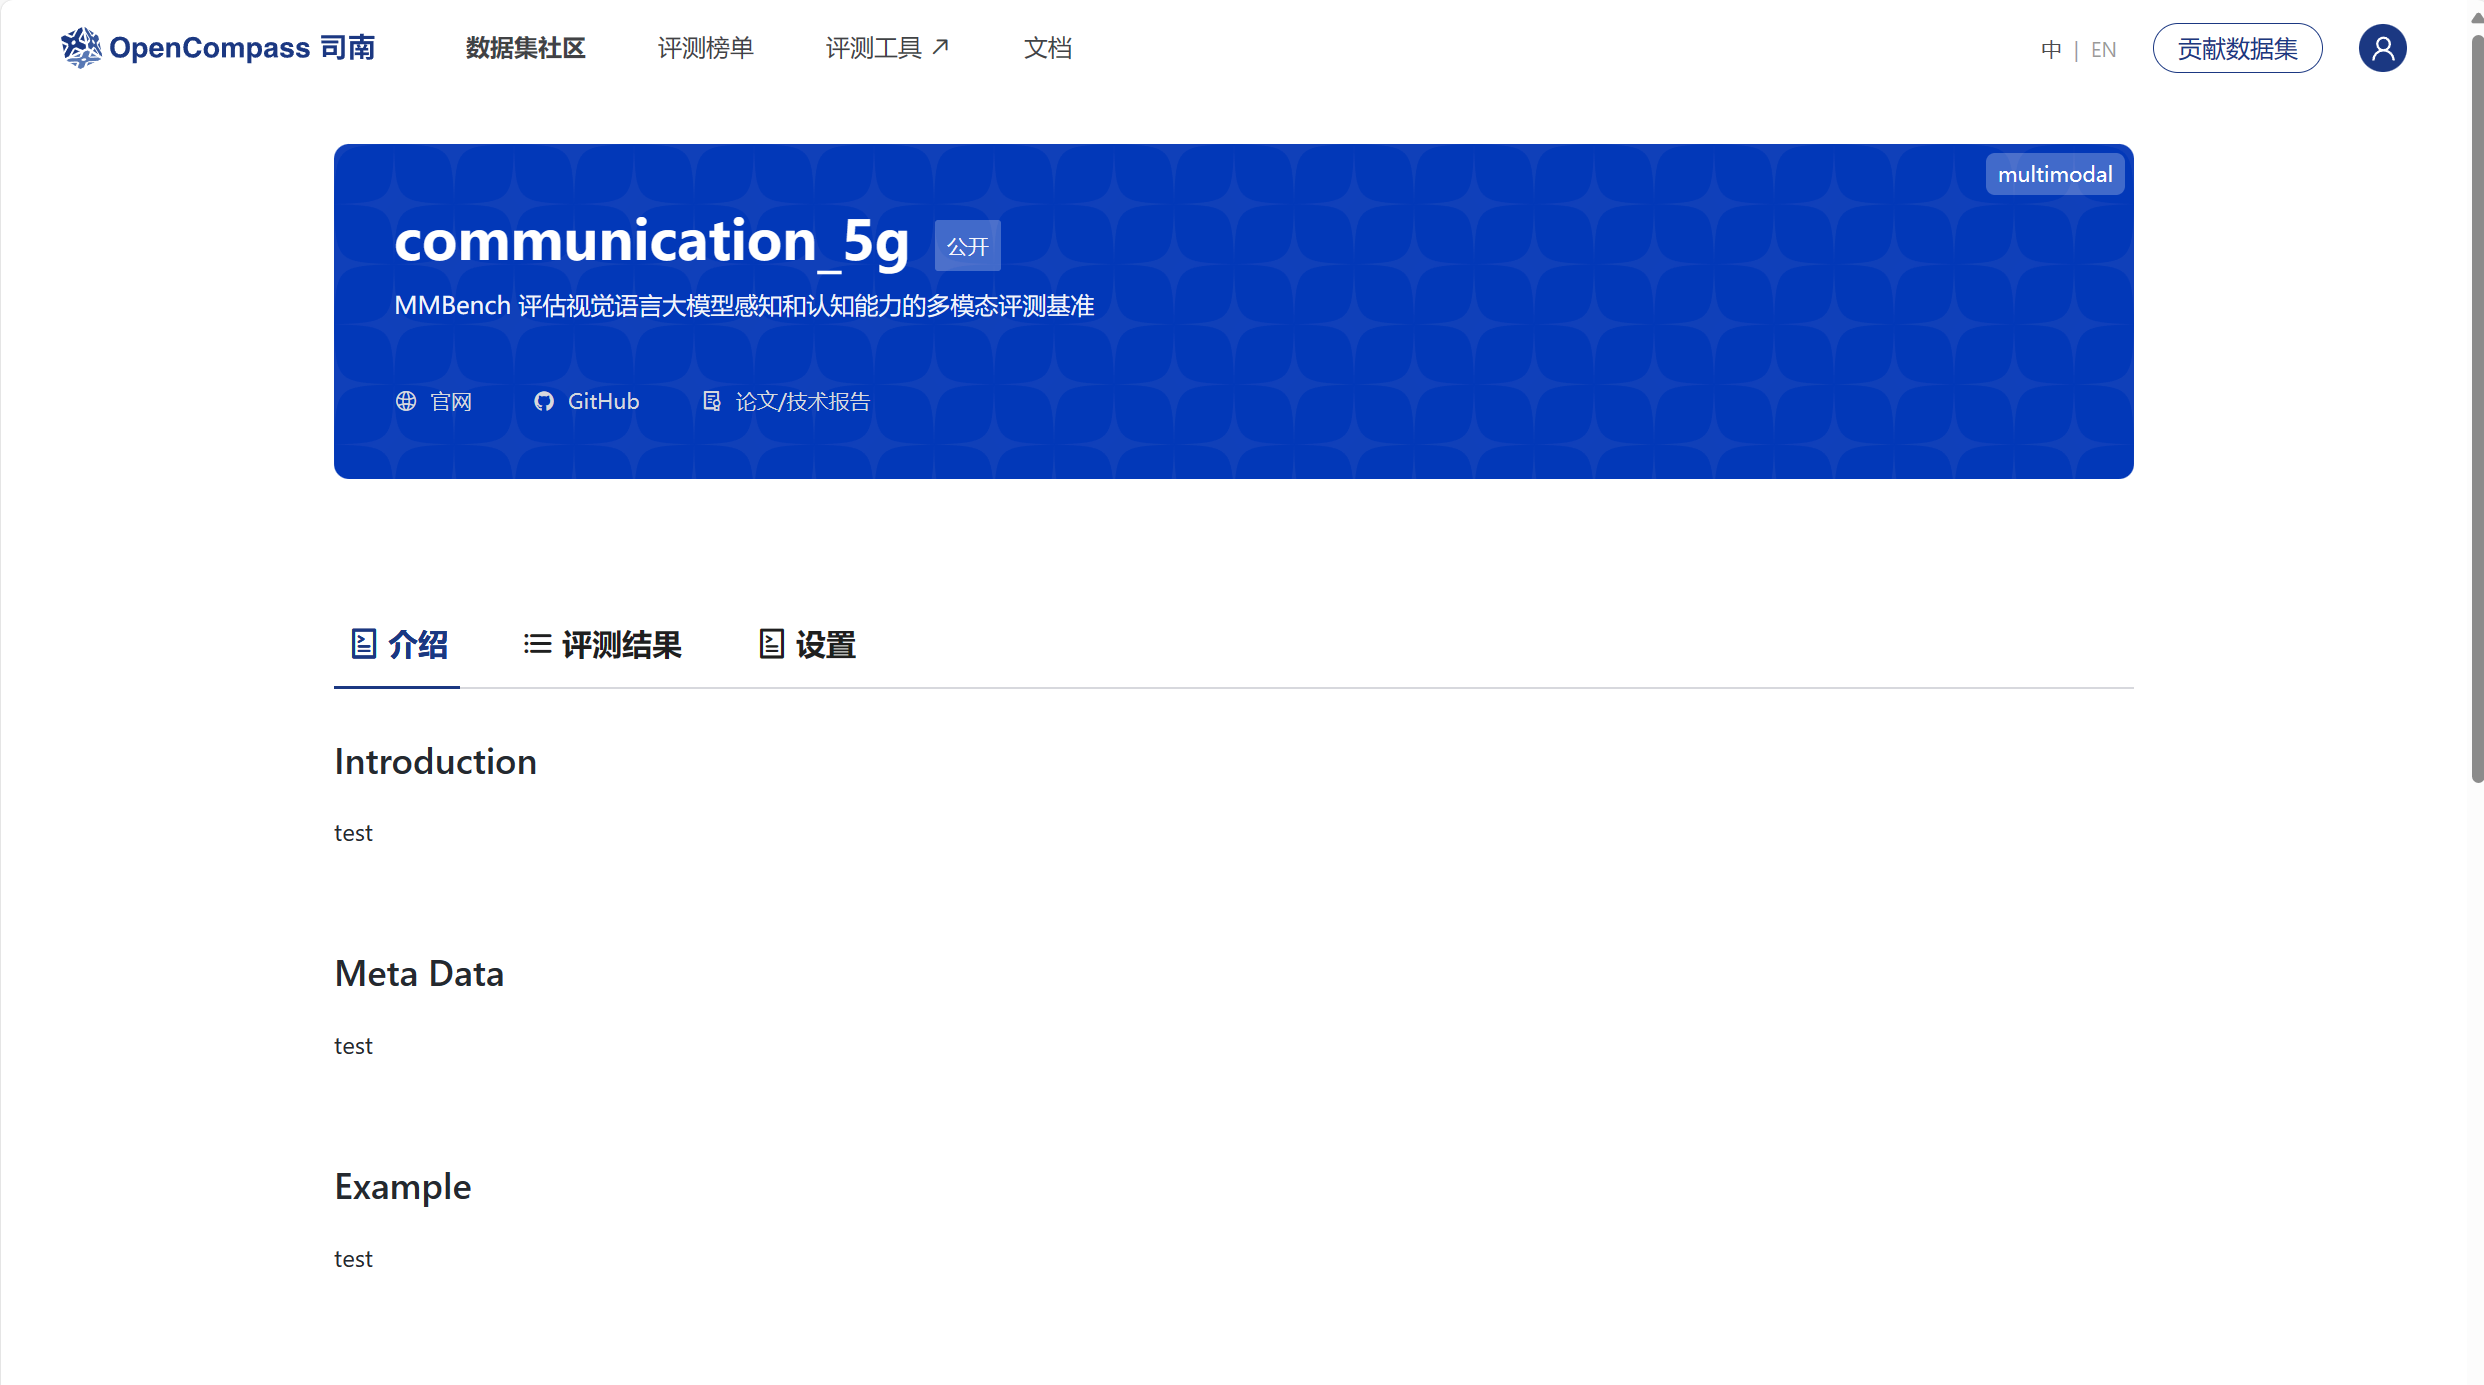 OpenCompass 司南 数据集社区 评测榜单 评测工具 文档 中 | EN 贡献数据集
multimodal
communication_5g 公开
MMBench 评估视觉语言大模型感知和认知能力的多模态评测基准
官网 GitHub 论文/技术报告
介绍 评测结果 设置
Introduction
test
Meta Data
test
Example
test